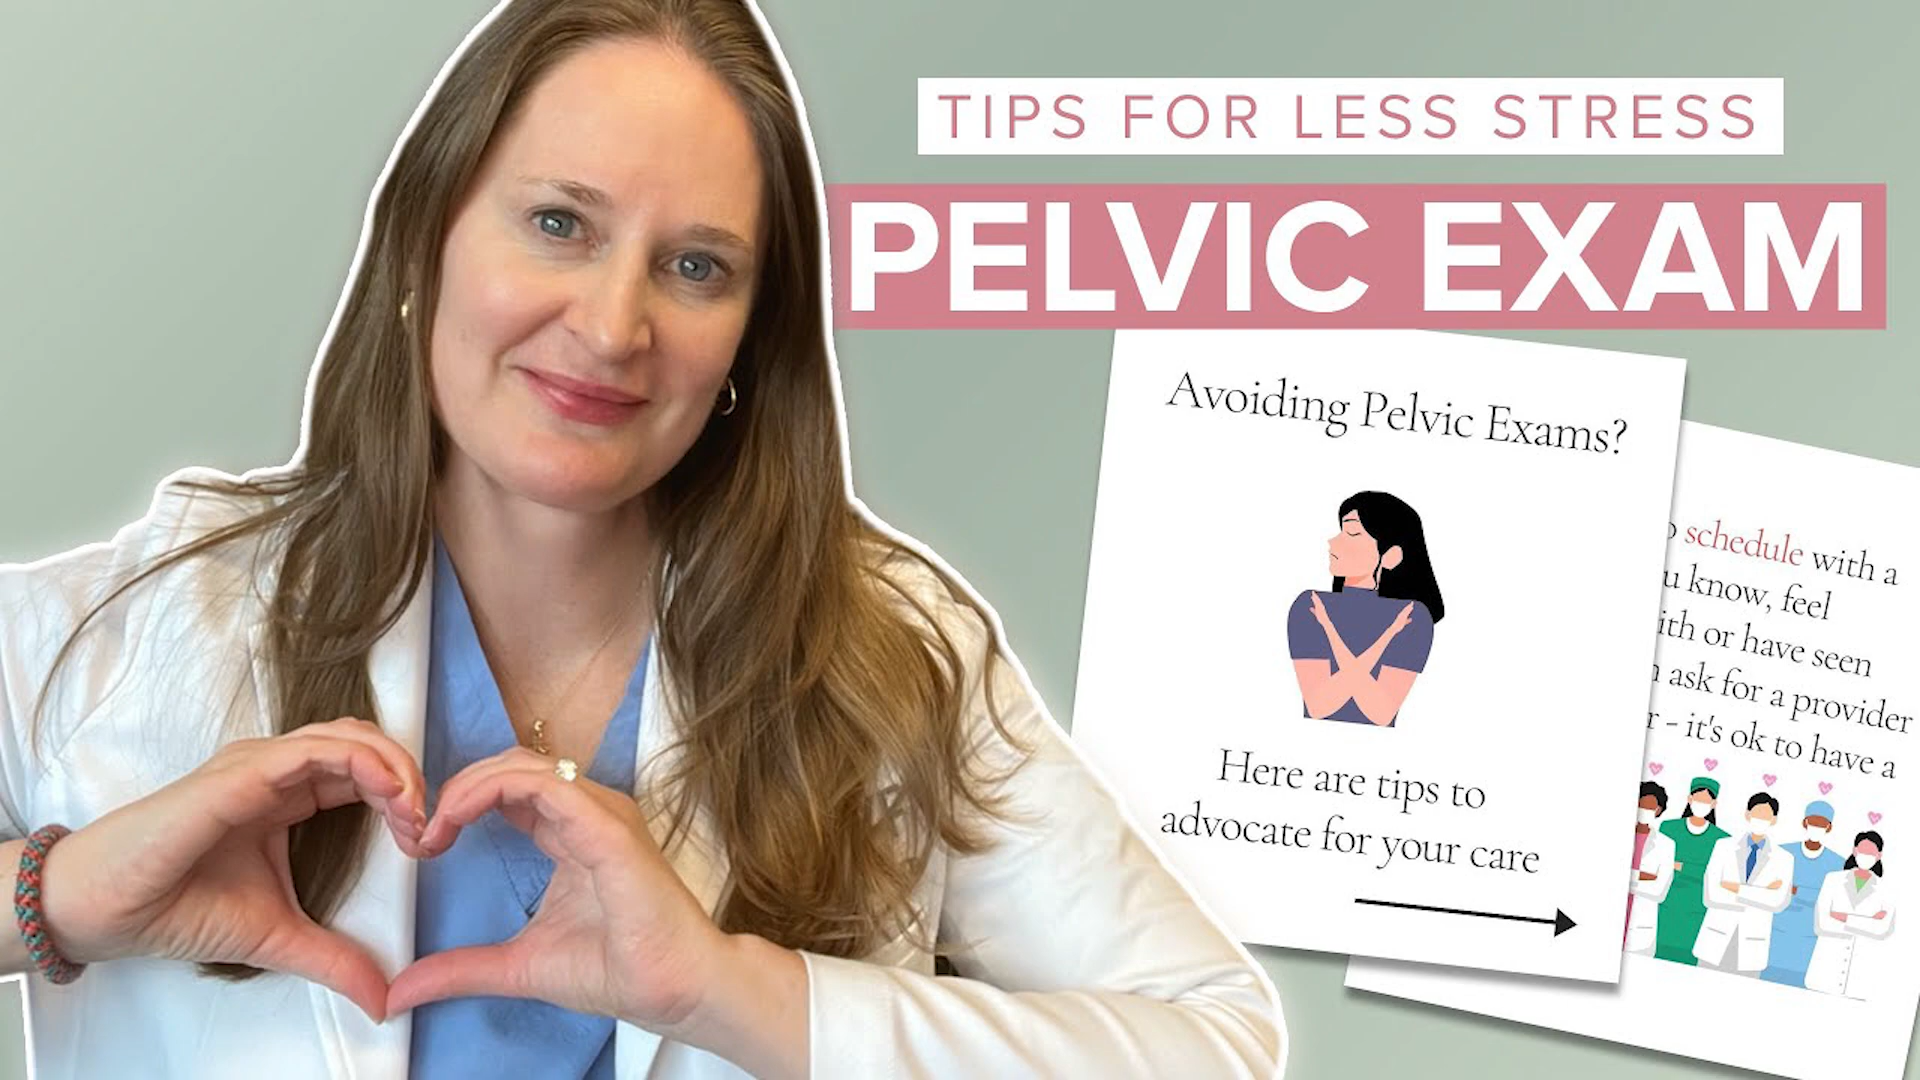 TIPS FOR LESS STRESS
PELVIC EXAM
Avoiding Pelvic Exams?
Here are tips to
advocate for your care
schedule with a
know, feel
or have seen
ask for a provider
- it's ok to have a